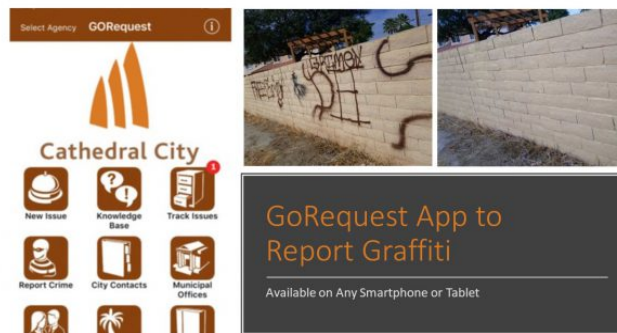 Select Agency GORequest
Cathedral City
1
New Issue
Knowledge
Base
Track Issues
Report Crime
City Contacts
Municipal
Offices
GoRequest App to
Report Graffiti
Available on Any Smartphone or Tablet